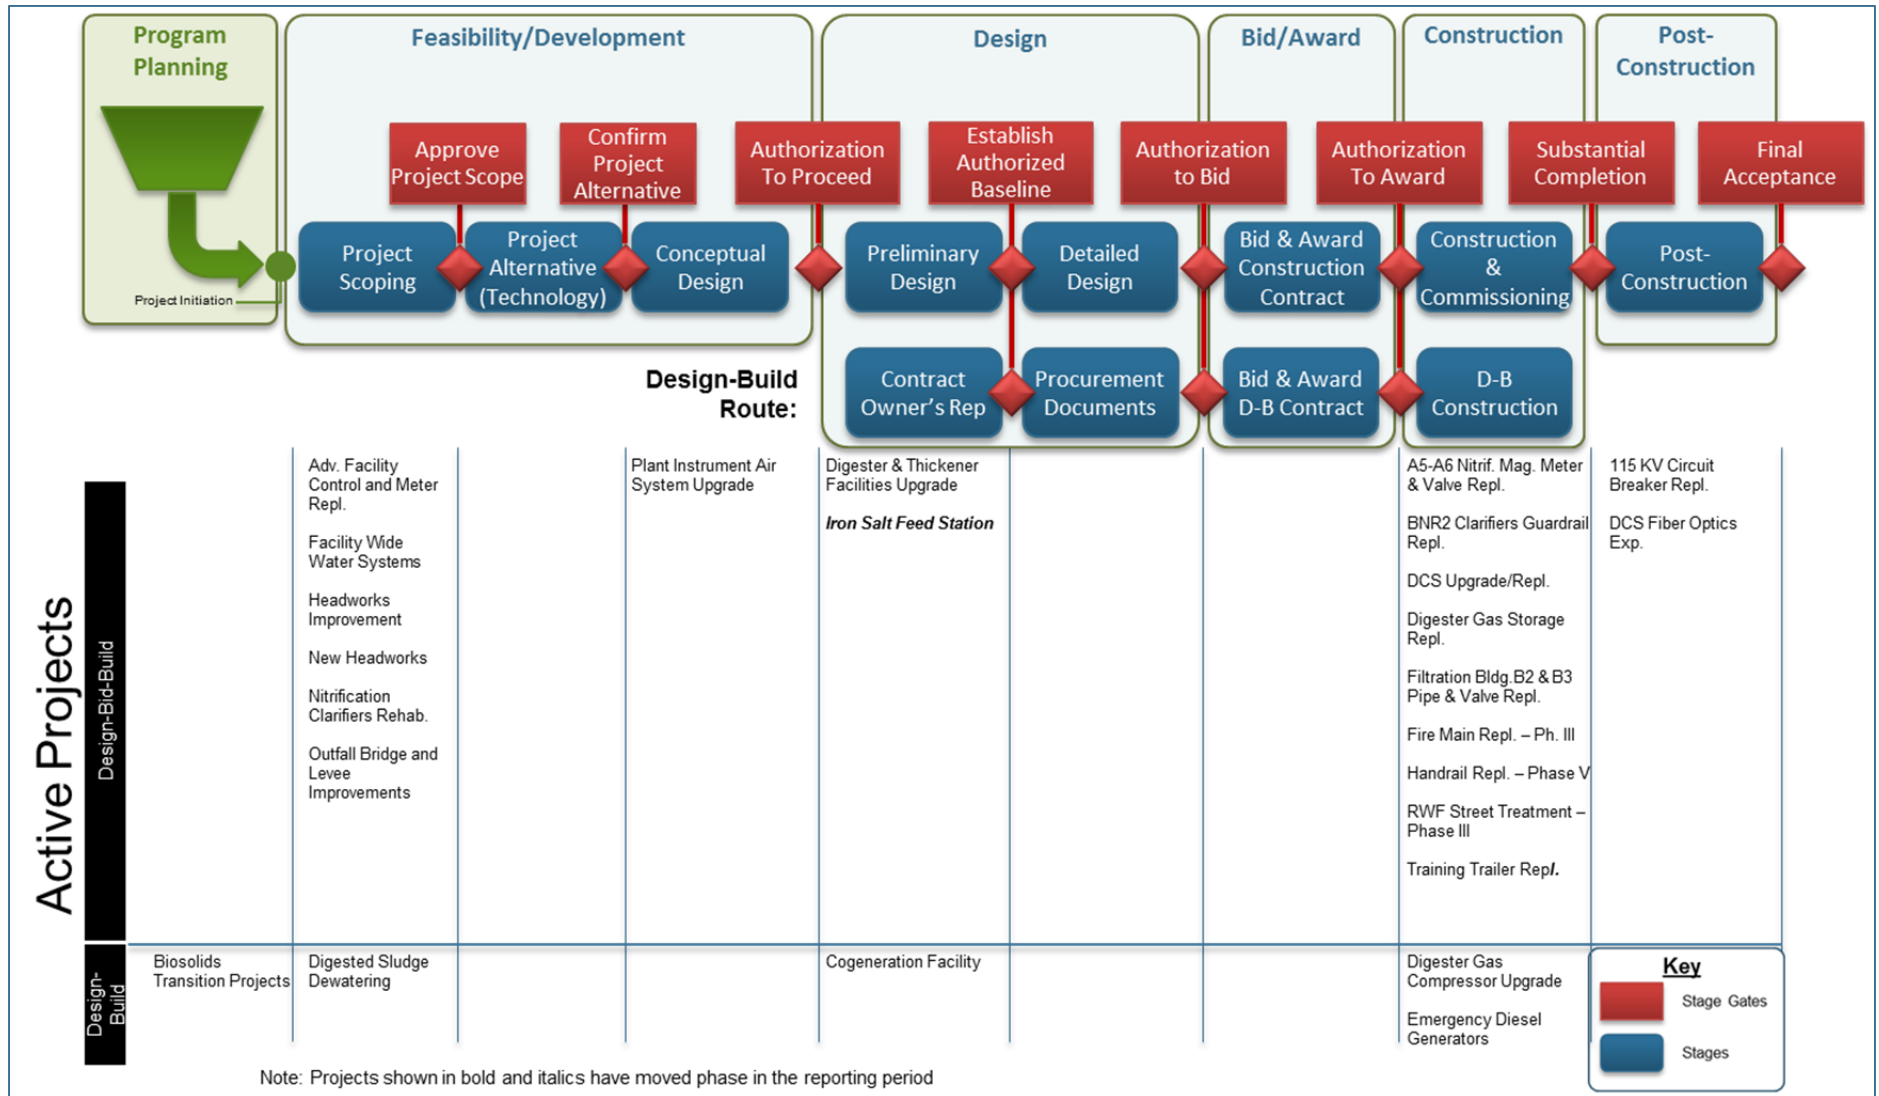 Program
Planning
Feasibility/Development
Design
Bid/Award
Construction
Post-
Construction
Approve
Project Scope
Confirm
Project
Alternative
Authorization
To Proceed
Establish
Authorized
Baseline
Authorization
to Bid
Authorization
To Award
Substantial
Completion
Final
Acceptance
Project Initiation
Project
Scoping
Project
Alternative
(Technology)
Conceptual
Design
Preliminary
Design
Detailed
Design
Bid & Award
Construction
Contract
Construction
&
Commissioning
Post-
Construction
Design-Build
Route:
Contract
Owner's Rep
Procurement
Documents
Bid & Award
D-B Contract
D-B
Construction
Active Projects
Design-Bid-Build
Adv. Facility
Control and Meter
Repl.
Facility Wide
Water Systems
Headworks
Improvement
New Headworks
Nitrification
Clarifiers Rehab.
Outfall Bridge and
Levee
Improvements
Plant Instrument Air
System Upgrade
Digester & Thickener
Facilities Upgrade
Iron Salt Feed Station
A5-A6 Nitrif. Mag. Meter
& Valve Repl.
BNR2 Clarifiers Guardrail
Repl.
DCS Upgrade/Repl.
Digester Gas Storage
Repl.
Filtration Bldg.B2 & B3
Pipe & Valve Repl.
Fire Main Repl. – Ph. III
Handrail Repl. – Phase V
RWF Street Treatment –
Phase III
Training Trailer Repl.
115 KV Circuit
Breaker Repl.
DCS Fiber Optics
Exp.
Design-
Build
Biosolids
Transition Projects
Digested Sludge
Dewatering
Cogeneration Facility
Digester Gas
Compressor Upgrade
Emergency Diesel
Generators
Key
Stage Gates
Stages
Note: Projects shown in bold and italics have moved phase in the reporting period